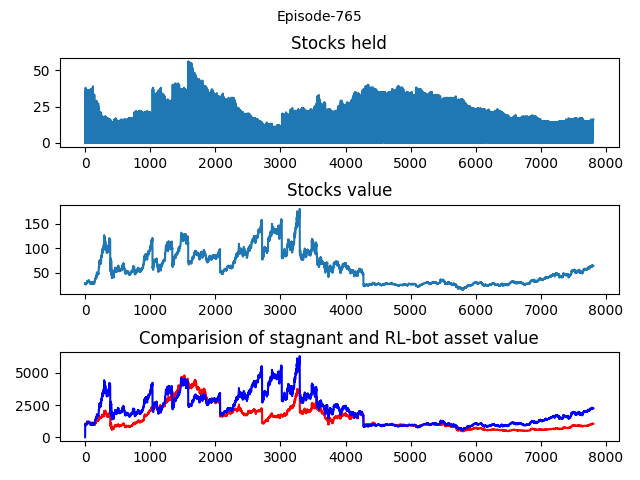 Episode-765
Stocks held
50
25
0
0 1000 2000 3000 4000 5000 6000 7000 8000
Stocks value
150
100
50
0 1000 2000 3000 4000 5000 6000 7000 8000
Comparision of stagnant and RL-bot asset value
5000
2500
0
0 1000 2000 3000 4000 5000 6000 7000 8000